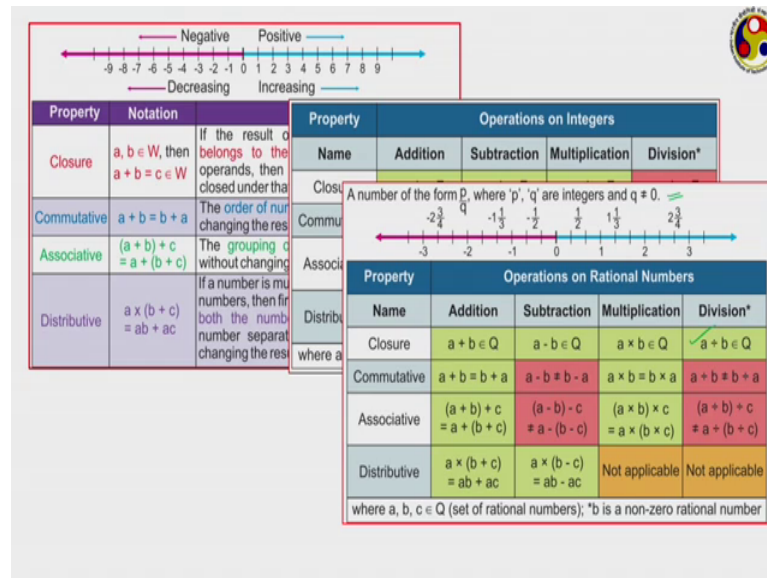 Negative Positive
-9 -8 -7 -6 -5 -4 -3 -2 -1 0 1 2 3 4 5 6 7 8 9
Decreasing Increasing
Property Notation
Closure
a, b ∈ W, then
a + b = c ∈ W
If the result o
belongs to the
operands, then
closed under tha
Commutative a + b = b + a
The order of nur
changing the res
Associative
(a + b) + c
= a + (b + c)
The grouping o
without changing
Distributive
a x (b + c)
= ab + ac
If a number is mu
numbers, then fir
both the numb
number separat
changing the res
Property Operations on Integers
Name Addition Subtraction Multiplication Division*
Closu
Commu
Associa
Distribu
where a
A number of the form p/q, where 'p', 'q' are integers and q ≠ 0.
-2 3/4 -1 1/3 -1/2 1/2 1 1/3 2 3/4
-3 -2 -1 0 1 2 3
Property Operations on Rational Numbers
Name Addition Subtraction Multiplication Division*
Closure a + b ∈ Q a - b ∈ Q a × b ∈ Q a ÷ b ∈ Q
Commutative a + b = b + a a - b ≠ b - a a × b = b × a a ÷ b ≠ b ÷ a
Associative
(a + b) + c
= a + (b + c)
(a - b) - c
≠ a - (b - c)
(a × b) × c
= a × (b × c)
(a ÷ b) ÷ c
≠ a ÷ (b ÷ c)
Distributive
a × (b + c)
= ab + ac
a × (b - c)
= ab - ac
Not applicable Not applicable
where a, b, c ∈ Q (set of rational numbers); *b is a non-zero rational number